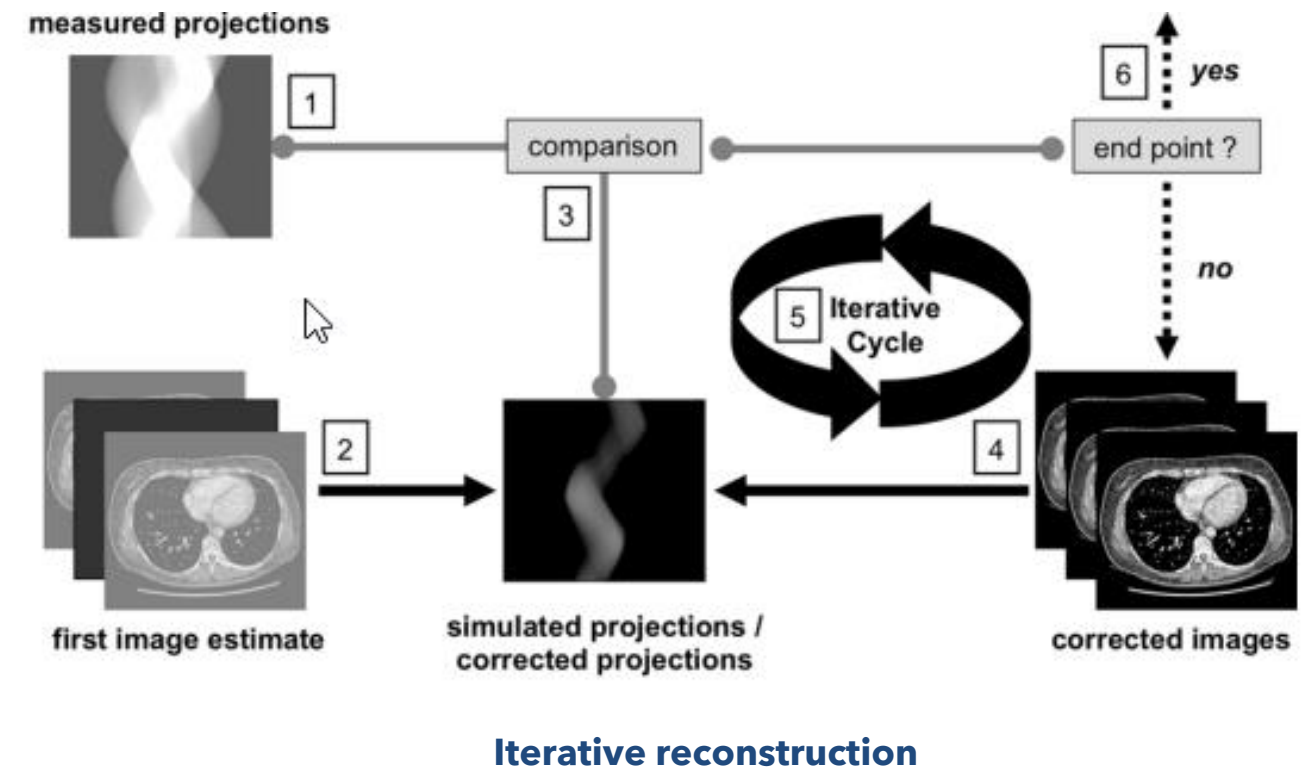 measured projections
1
comparison
3
6
yes
end point ?
no
5
Iterative
Cycle
2
4
first image estimate
simulated projections /
corrected projections
corrected images
Iterative reconstruction